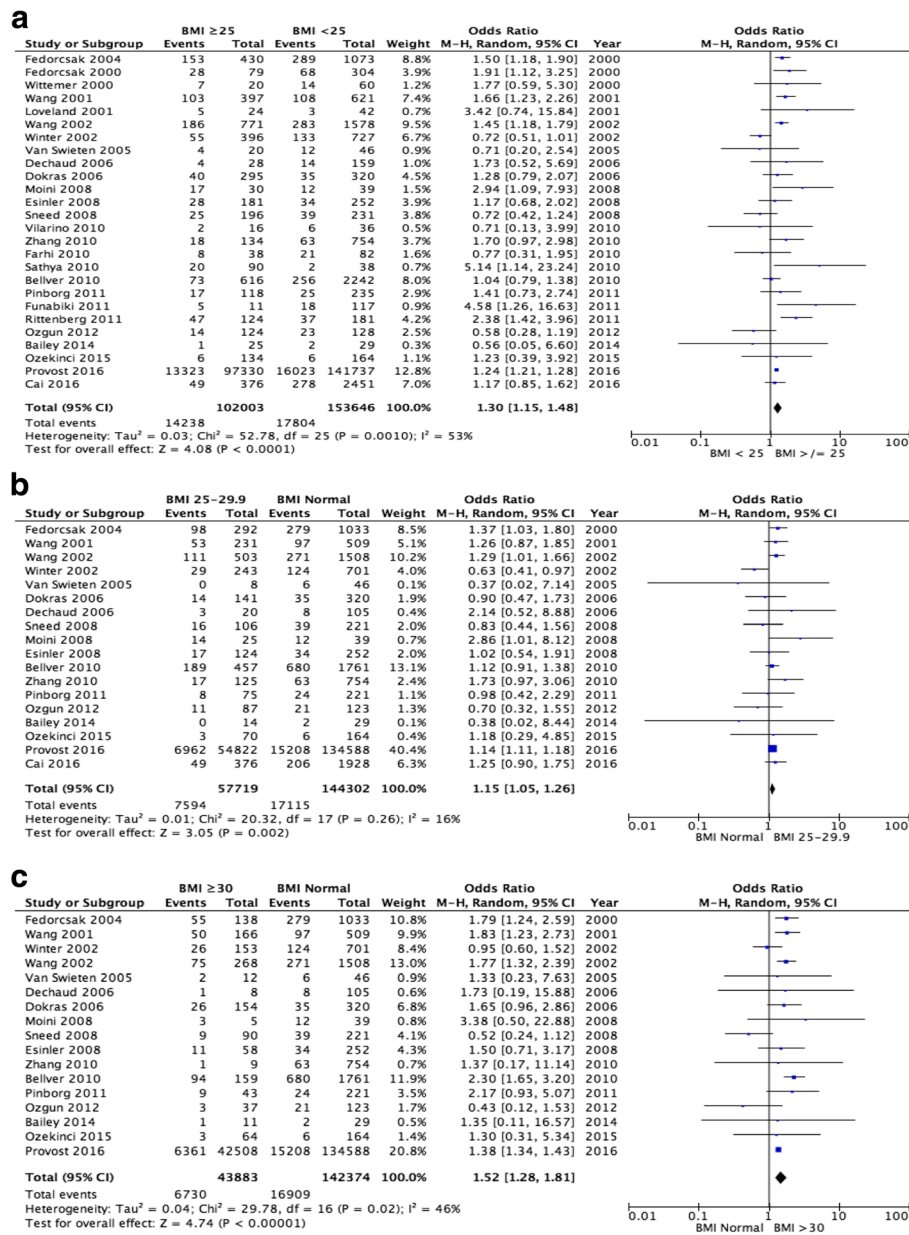 a
BMI ≥25 BMI <25 Odds Ratio Odds Ratio
Study or Subgroup Events Total Events Total Weight M-H, Random, 95% CI Year M-H, Random, 95% CI
Fedorcsak 2004 153 430 289 1073 8.8% 1.50 [1.18, 1.90] 2000
Fedorcsak 2000 28 79 68 304 4.0% 1.91 [1.12, 3.25] 2000
Wittemer 2000 7 20 14 60 1.2% 1.77 [0.59, 5.30] 2000
Wang 2001 103 397 108 621 7.4% 1.66 [1.23, 2.26] 2001
Loveland 2001 5 24 3 42 0.7% 3.42 [0.74, 15.84] 2001
Wang 2002 186 771 283 1578 9.5% 1.45 [1.18, 1.79] 2002
Winter 2002 55 396 133 727 6.7% 0.72 [0.51, 1.01] 2002
Van Swieten 2005 4 20 12 46 0.9% 0.71 [0.20, 2.54] 2005
Dechaud 2006 4 28 14 159 1.0% 1.73 [0.52, 5.69] 2006
Dokras 2006 40 295 35 320 4.5% 1.28 [0.79, 2.07] 2006
Moini 2008 17 30 12 39 1.5% 2.94 [1.09, 7.93] 2008
Esinler 2008 28 181 34 252 3.9% 1.17 [0.68, 2.02] 2008
Sneed 2008 25 196 39 231 3.9% 0.72 [0.42, 1.24] 2008
Vilarino 2010 2 16 6 36 0.5% 0.71 [0.13, 3.99] 2010
Zhang 2010 18 134 63 754 3.8% 1.70 [0.97, 2.98] 2010
Farhi 2010 8 38 21 82 1.6% 0.77 [0.31, 1.95] 2010
Sathya 2010 20 90 2 38 0.7% 5.14 [1.14, 23.24] 2010
Bellver 2010 73 616 256 2242 8.0% 1.04 [0.79, 1.38] 2010
Pinborg 2011 17 118 25 235 2.9% 1.41 [0.73, 2.74] 2011
Funabiki 2011 5 11 18 117 0.9% 4.58 [1.26, 16.63] 2011
Rittenberg 2011 47 124 37 181 4.2% 2.38 [1.42, 3.96] 2011
Ozgun 2012 14 124 23 128 2.5% 0.58 [0.28, 1.19] 2012
Bailey 2014 1 25 2 29 0.3% 0.56 [0.05, 6.60] 2014
Ozekinci 2015 6 134 6 164 1.1% 1.23 [0.39, 3.92] 2015
Provost 2016 13323 97330 16023 141737 12.8% 1.24 [1.21, 1.28] 2016
Cai 2016 49 376 278 2451 7.0% 1.17 [0.85, 1.62] 2016
Total (95% CI) 102003 153646 100.0% 1.30 [1.15, 1.48]
Total events 14238 17804
Heterogeneity: Tau² = 0.03; Chi² = 52.78, df = 25 (P = 0.0010); I² = 53%
Test for overall effect: Z = 4.08 (P < 0.0001)
0.01 0.1 1 10 100
BMI < 25 BMI >/= 25
b
BMI 25-29.9 BMI Normal Odds Ratio Odds Ratio
Study or Subgroup Events Total Events Total Weight M-H, Random, 95% CI Year M-H, Random, 95% CI
Fedorcsak 2004 98 292 279 1033 8.5% 1.37 [1.03, 1.80] 2000
Wang 2001 53 231 97 509 5.1% 1.26 [0.87, 1.85] 2001
Wang 2002 111 503 271 1508 10.2% 1.29 [1.01, 1.66] 2002
Winter 2002 29 243 124 701 4.1% 0.63 [0.41, 0.97] 2002
Van Swieten 2005 0 8 6 46 0.1% 0.37 [0.02, 7.14] 2005
Dokras 2006 14 141 35 320 1.9% 0.90 [0.47, 1.73] 2006
Dechaud 2006 3 20 8 105 0.4% 2.14 [0.52, 8.88] 2006
Sneed 2008 16 106 39 221 2.0% 0.83 [0.44, 1.56] 2008
Moini 2008 14 25 12 39 0.8% 2.86 [1.01, 8.12] 2008
Esinler 2008 17 124 34 252 2.0% 1.02 [0.54, 1.91] 2008
Bellver 2010 189 457 680 1761 13.1% 1.12 [0.91, 1.38] 2010
Zhang 2010 17 125 63 754 2.4% 1.73 [0.97, 3.06] 2010
Pinborg 2011 8 75 24 221 1.1% 0.98 [0.42, 2.29] 2011
Ozgun 2012 11 87 21 123 1.3% 0.70 [0.32, 1.55] 2012
Bailey 2014 0 14 2 29 0.1% 0.38 [0.02, 8.44] 2014
Ozekinci 2015 3 70 6 164 0.4% 1.18 [0.29, 4.85] 2015
Provost 2016 6962 54822 15208 134588 40.4% 1.14 [1.11, 1.18] 2016
Cai 2016 49 376 206 1928 6.3% 1.25 [0.90, 1.75] 2016
Total (95% CI) 57719 144302 100.0% 1.15 [1.05, 1.26]
Total events 7594 17115
Heterogeneity: Tau² = 0.01; Chi² = 20.32, df = 17 (P = 0.26); I² = 16%
Test for overall effect: Z = 3.05 (P = 0.002)
0.01 0.1 1 10 100
BMI Normal BMI 25-29.9
c
BMI ≥30 BMI Normal Odds Ratio Odds Ratio
Study or Subgroup Events Total Events Total Weight M-H, Random, 95% CI Year M-H, Random, 95% CI
Fedorcsak 2004 55 138 279 1033 10.8% 1.79 [1.24, 2.59] 2000
Wang 2001 50 166 97 509 9.9% 1.83 [1.23, 2.73] 2001
Winter 2002 26 153 124 701 8.4% 0.95 [0.60, 1.52] 2002
Wang 2002 75 268 271 1508 13.0% 1.77 [1.32, 2.39] 2002
Van Swieten 2005 2 12 6 46 0.9% 1.33 [0.23, 7.63] 2005
Dechaud 2006 1 8 8 105 0.6% 1.73 [0.19, 15.88] 2006
Dokras 2006 26 154 35 320 7.0% 1.65 [0.96, 2.86] 2006
Moini 2008 3 5 12 39 0.8% 3.38 [0.50, 22.88] 2008
Sneed 2008 9 90 39 221 4.0% 0.52 [0.24, 1.12] 2008
Esinler 2008 11 58 34 252 4.3% 1.50 [0.71, 3.17] 2008
Zhang 2010 1 9 63 754 0.7% 1.37 [0.17, 11.14] 2010
Bellver 2010 94 159 680 1761 11.9% 2.30 [1.65, 3.20] 2010
Pinborg 2011 9 43 24 221 3.5% 2.17 [0.93, 5.07] 2011
Ozgun 2012 3 37 21 123 1.7% 0.43 [0.12, 1.53] 2012
Bailey 2014 1 11 2 29 0.4% 1.35 [0.11, 16.57] 2014
Ozekinci 2015 3 64 6 164 1.4% 1.30 [0.31, 5.34] 2015
Provost 2016 6361 42508 15208 134588 20.8% 1.38 [1.34, 1.43] 2016
Total (95% CI) 43883 142374 100.0% 1.52 [1.28, 1.81]
Total events 6730 16909
Heterogeneity: Tau² = 0.04; Chi² = 29.78, df = 16 (P = 0.02); I² = 46%
Test for overall effect: Z = 4.74 (P < 0.00001)
0.01 0.1 1 10 100
BMI Normal BMI >30